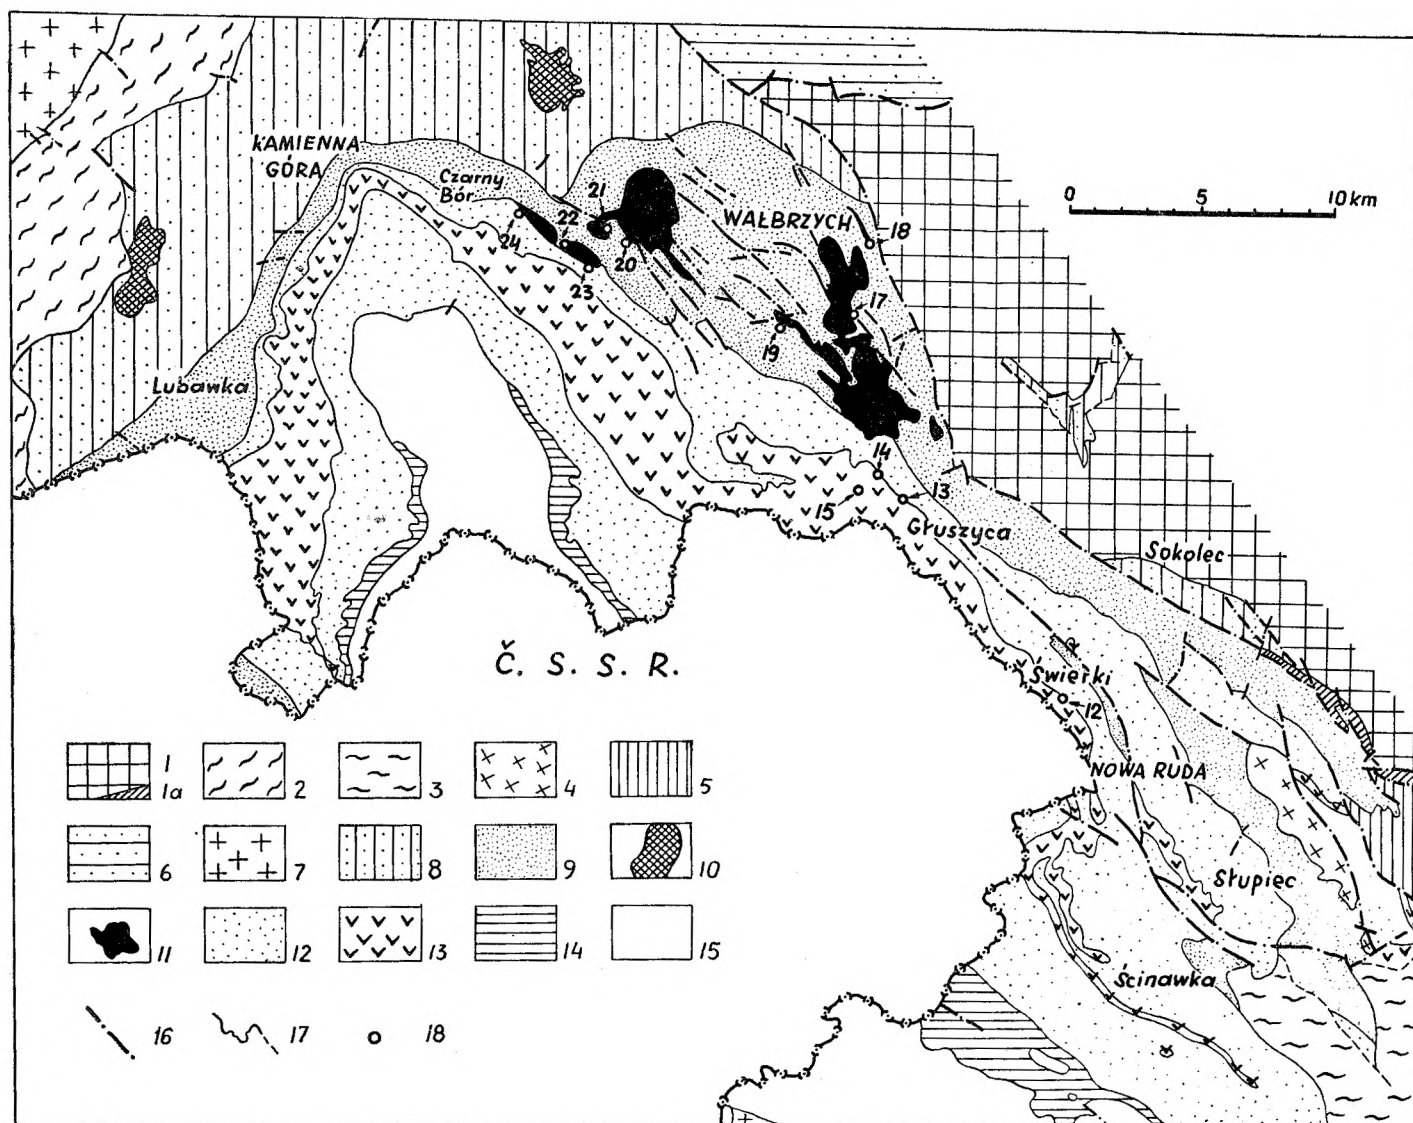 KAMIENNA
GÓRA
Czarny
Bór
21
22
24
23
20
WAŁBRZYCH
18
17
19
0 5 10 km
Lubawka
14
15
13
Głuszyca
Sokolec
Č. S. S. R.
Świerki
12
NOWA RUDA
Słupiec
Ścinawka
1
1a
2
3
4
5
6
7
8
9
10
11
12
13
14
15
16
17
18